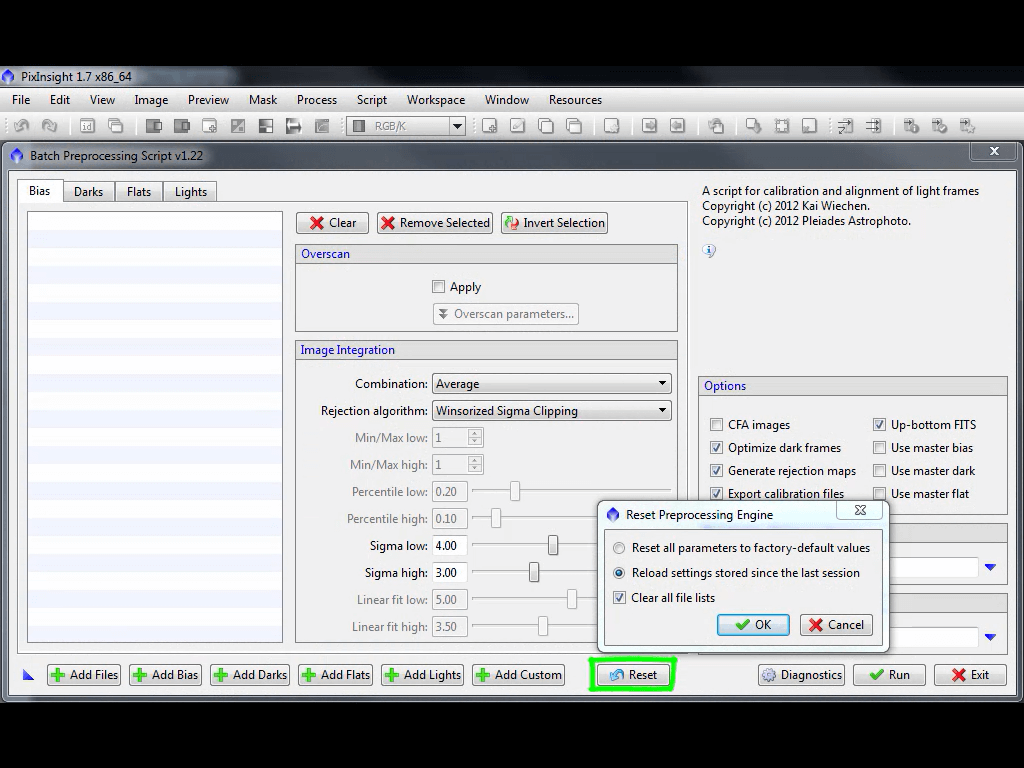 PixInsight 1.7 x86_64
File Edit View Image Preview Mask Process Script Workspace Window Resources
id RGB/K
Batch Preprocessing Script v1.22
Bias Darks Flats Lights
A script for calibration and alignment of light frames
Copyright (c) 2012 Kai Wiechen.
Copyright (c) 2012 Pleiades Astrophoto.
Clear Remove Selected Invert Selection
Overscan
Apply
Overscan parameters...
Image Integration
Combination: Average
Rejection algorithm: Winsorized Sigma Clipping
Min/Max low: 1
Min/Max high: 1
Percentile low: 0.20
Percentile high: 0.10
Sigma low: 4.00
Sigma high: 3.00
Linear fit low: 5.00
Linear fit high: 3.50
Options
CFA images Up-bottom FITS
Optimize dark frames Use master bias
Generate rejection maps Use master dark
Export calibration files Use master flat
Reset Preprocessing Engine
Reset all parameters to factory-default values
Reload settings stored since the last session
Clear all file lists
OK Cancel
Add Files Add Bias Add Darks Add Flats Add Lights Add Custom Reset Diagnostics Run Exit